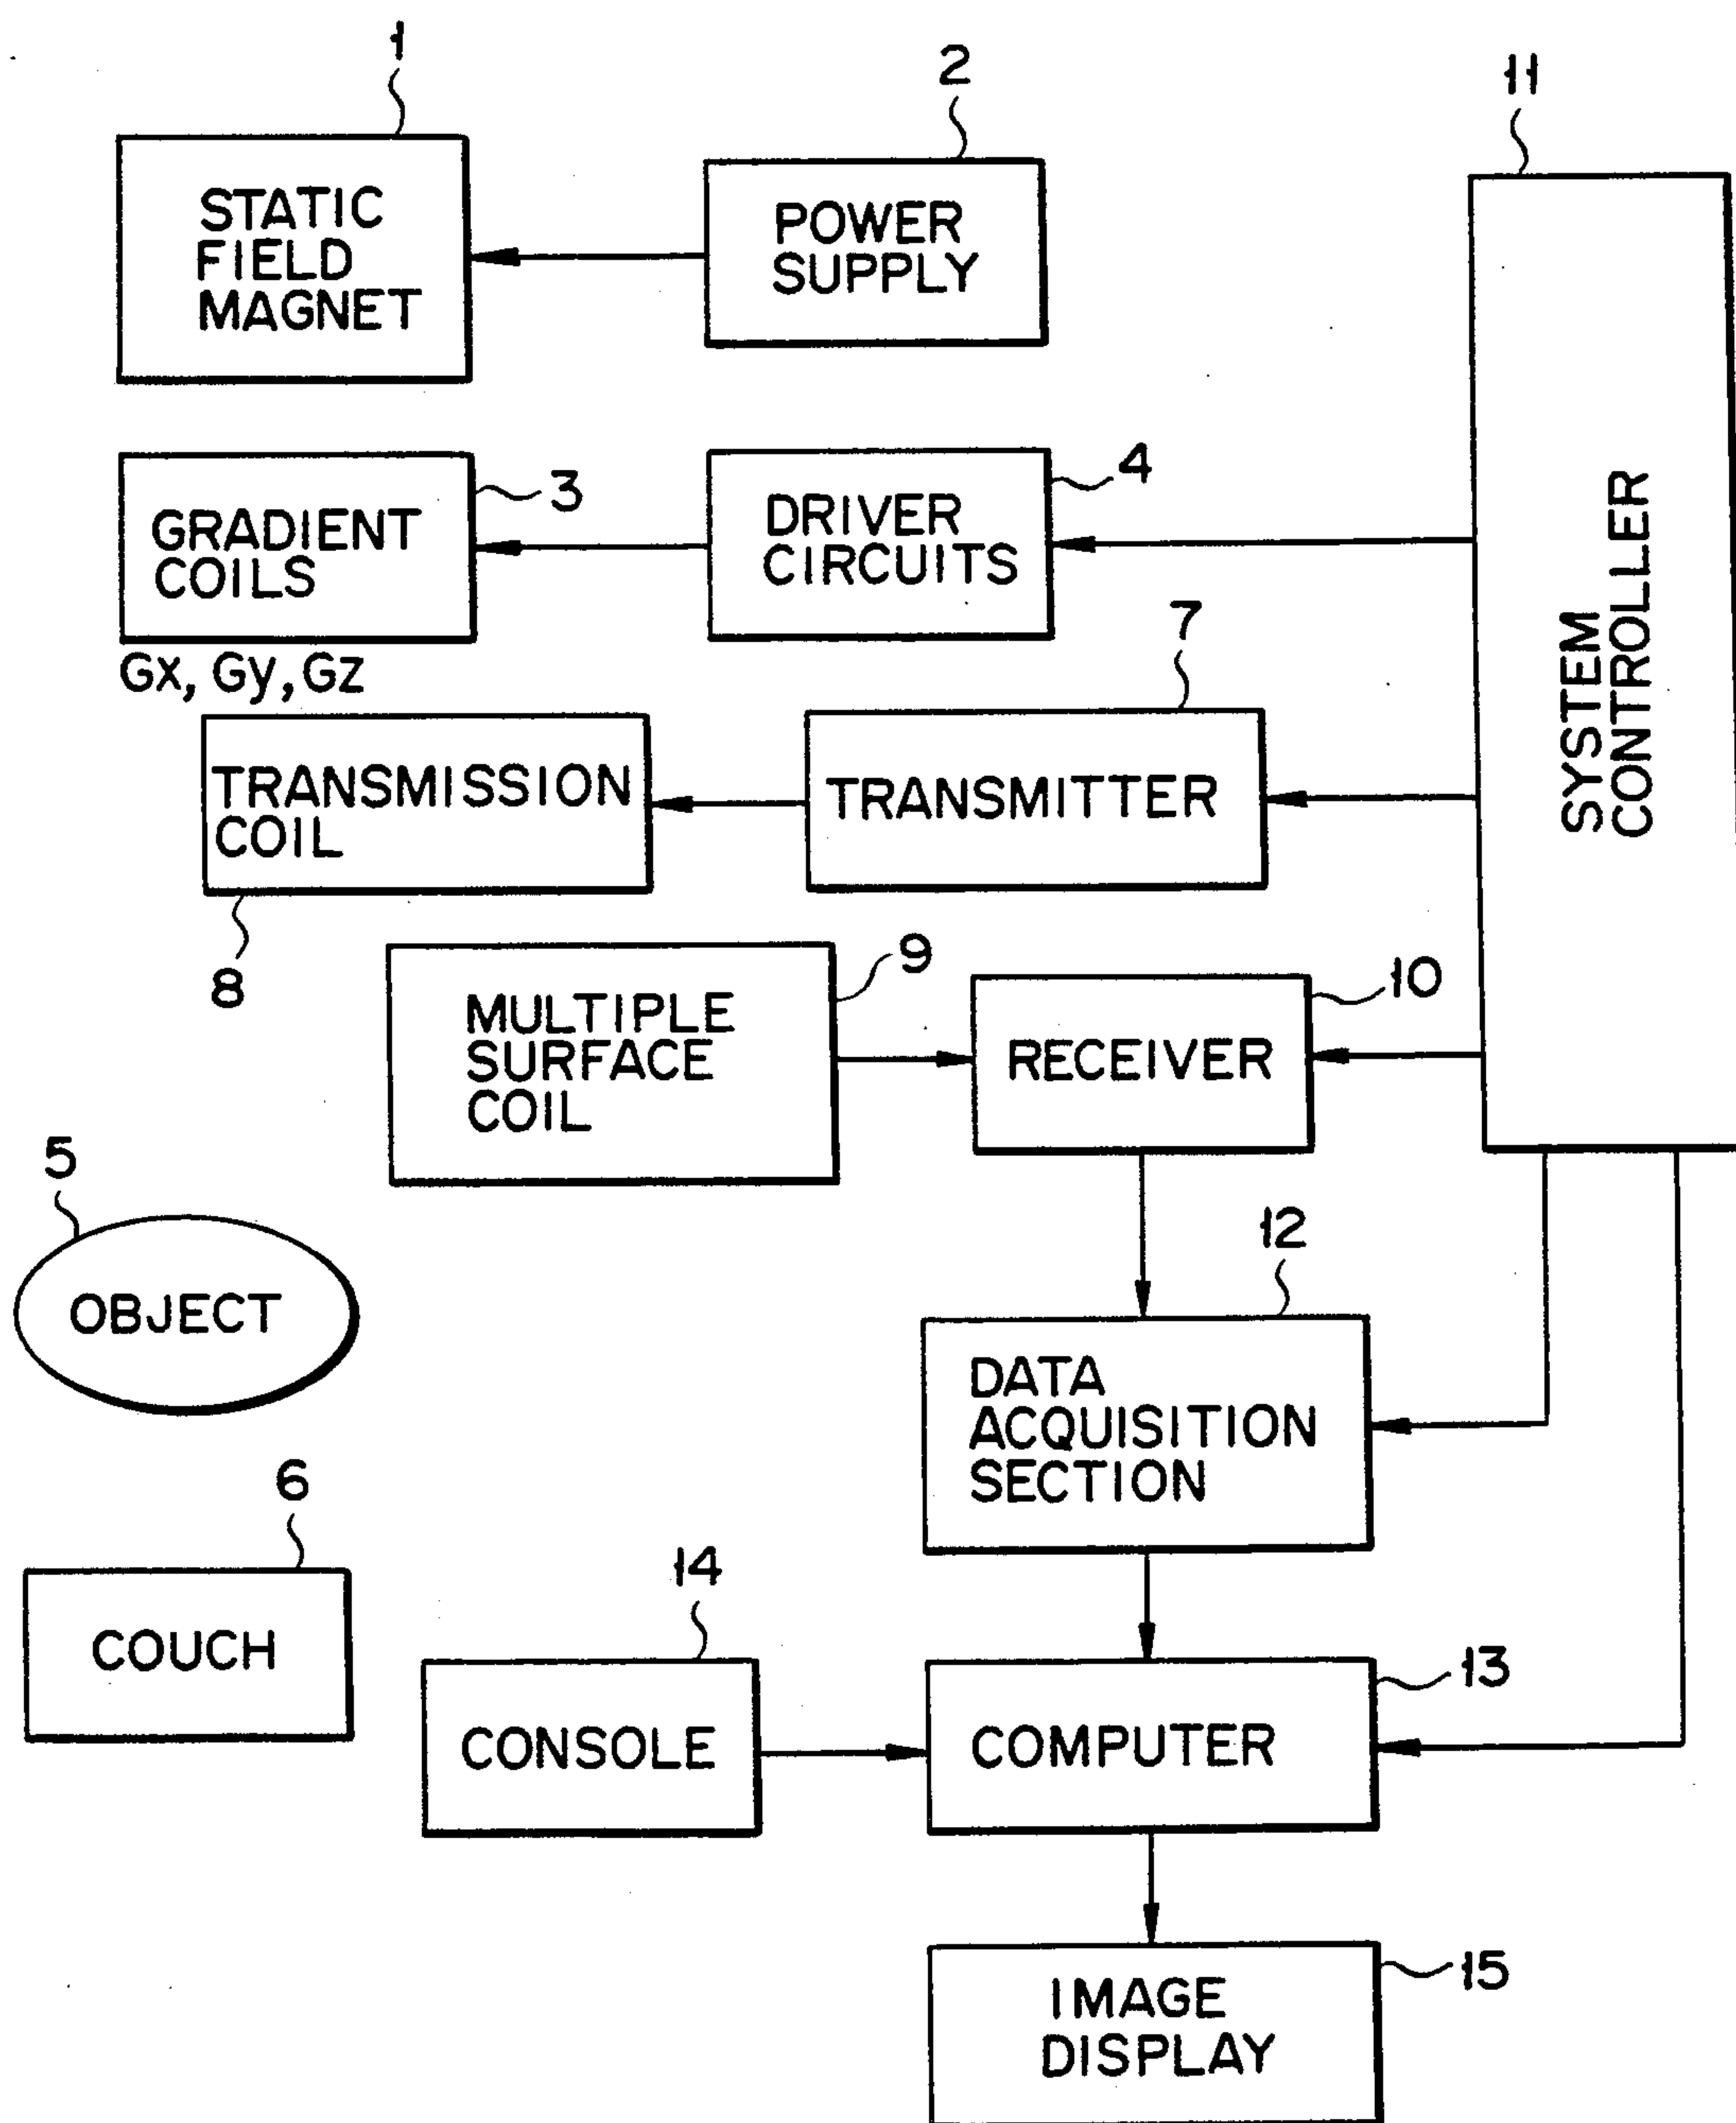 1
2
11
STATIC
FIELD
MAGNET
POWER
SUPPLY
3
4
GRADIENT
COILS
DRIVER
CIRCUITS
Gx, Gy, Gz
7
SYSTEM
CONTROLLER
TRANSMISSION
COIL
TRANSMITTER
8
9
10
MULTIPLE
SURFACE
COIL
RECEIVER
5
12
OBJECT
DATA
ACQUISITION
SECTION
6
14
COUCH
13
CONSOLE
COMPUTER
15
IMAGE
DISPLAY